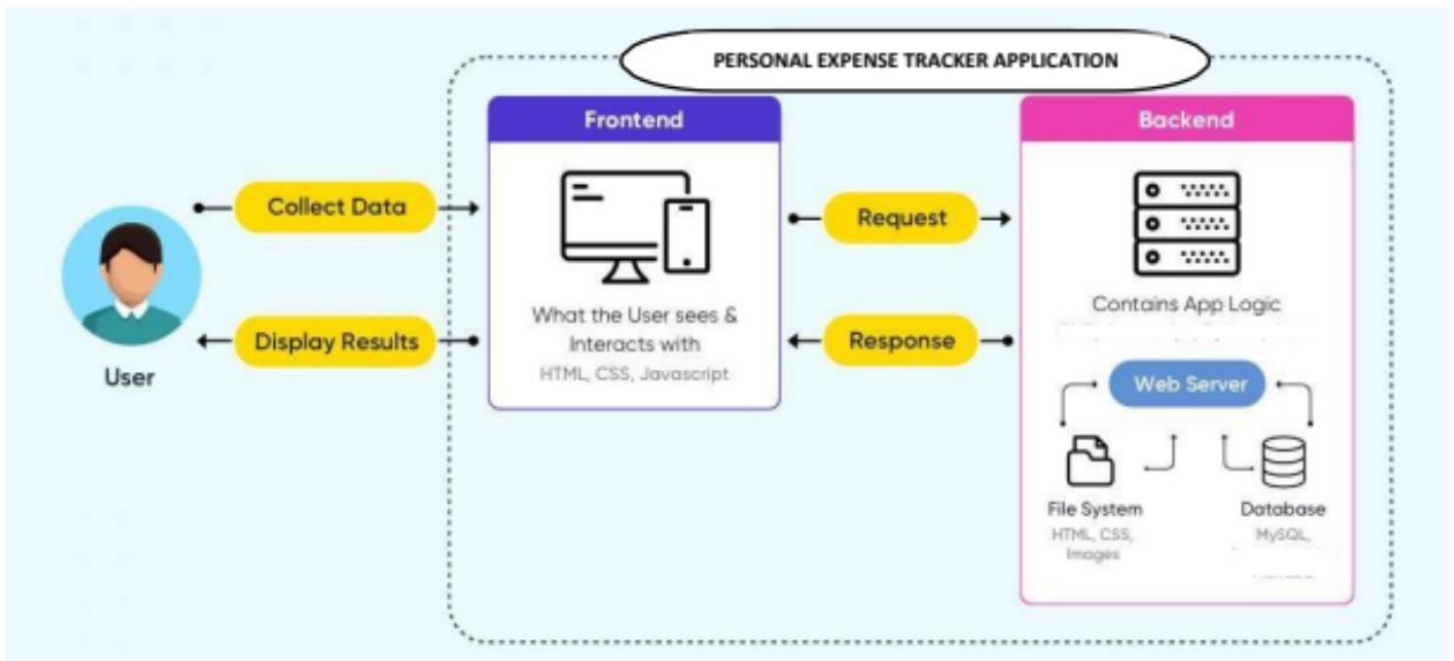 PERSONAL EXPENSE TRACKER APPLICATION
Frontend
Backend
Collect Data
Request
What the User sees &
Interacts with
HTML, CSS, Javascript
Contains App Logic
Display Results
Response
User
Web Server
File System
HTML, CSS,
Images
Database
MySQL,